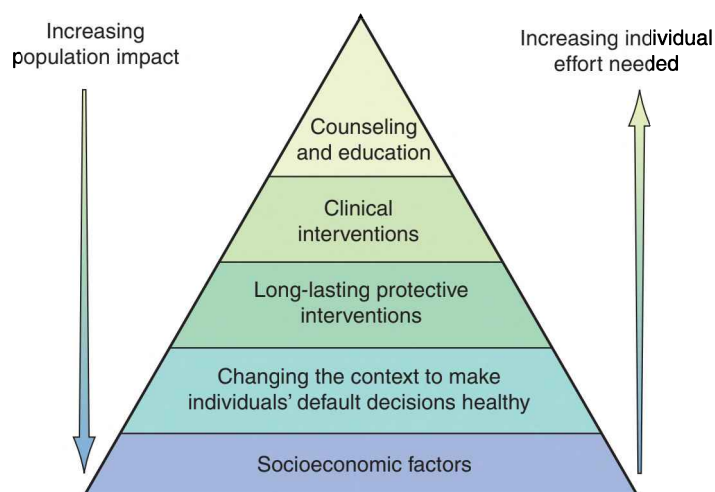 Increasing
population impact
Increasing individual
effort needed
Counseling
and education
Clinical
interventions
Long-lasting protective
interventions
Changing the context to make
individuals’ default decisions healthy
Socioeconomic factors